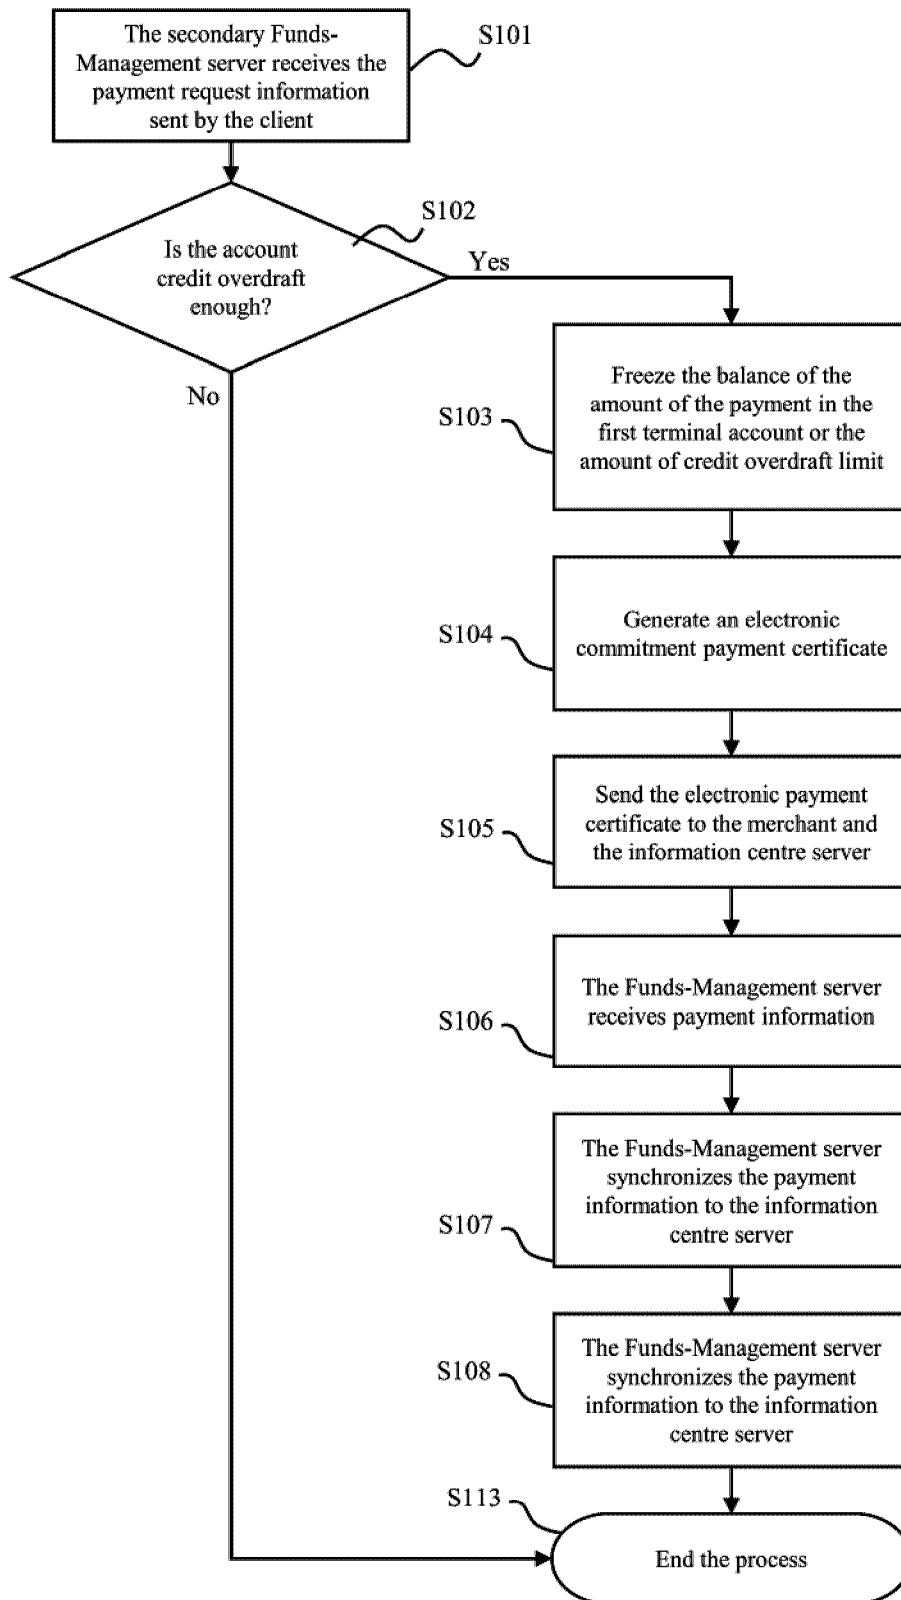 The secondary Funds-
Management server receives the
payment request information
sent by the client
S101
S102
Is the account
credit overdraft
enough?
Yes
No
S103
Freeze the balance of the
amount of the payment in the
first terminal account or the
amount of credit overdraft limit
S104
Generate an electronic
commitment payment certificate
S105
Send the electronic payment
certificate to the merchant and
the information centre server
S106
The Funds-Management server
receives payment information
S107
The Funds-Management server
synchronizes the payment
information to the information
centre server
S108
The Funds-Management server
synchronizes the payment
information to the information
centre server
S113
End the process